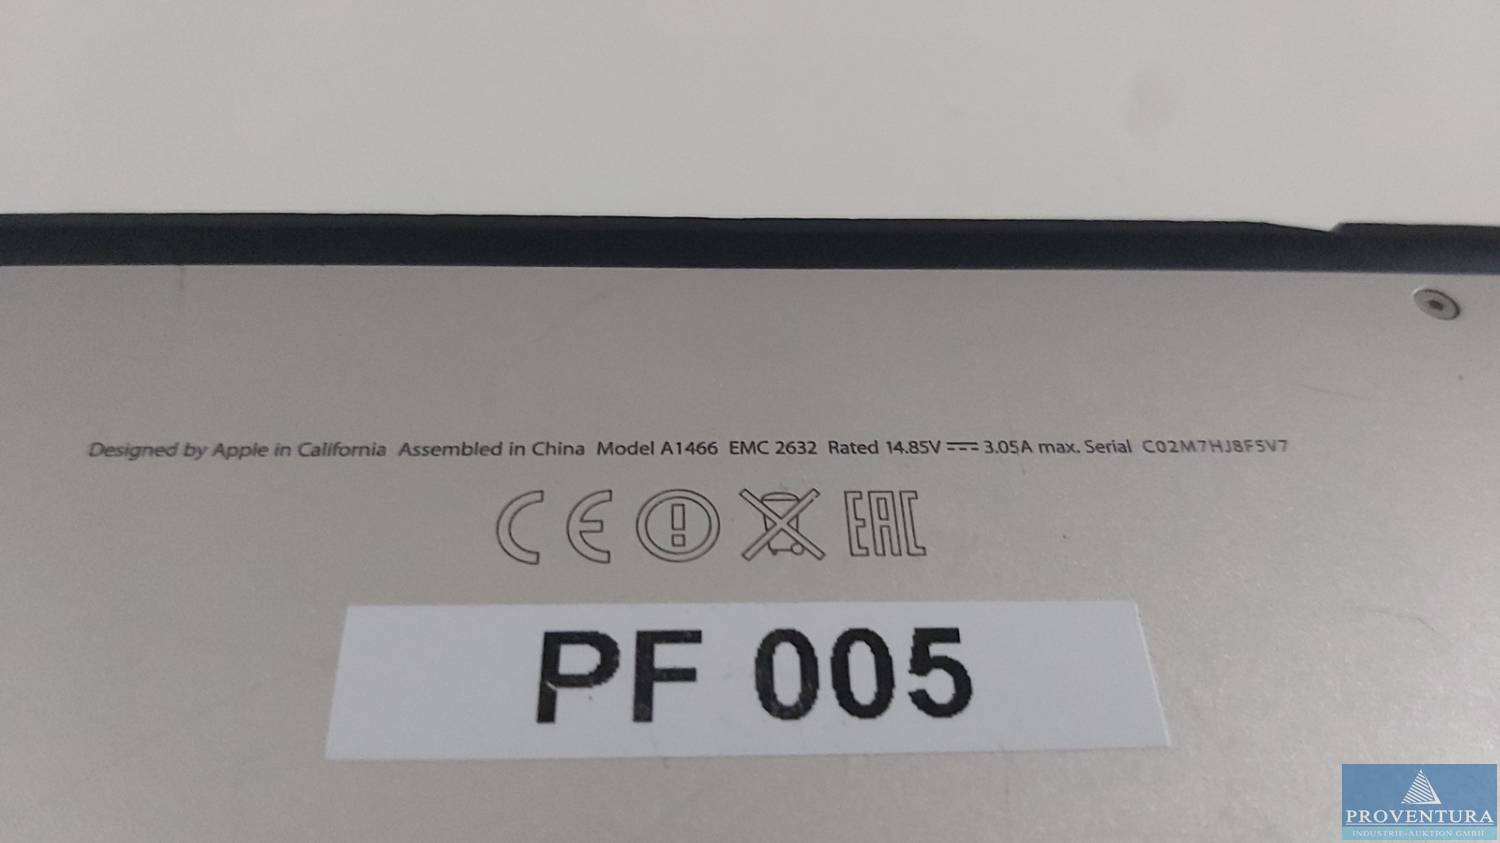 Designed by Apple in California Assembled in China Model A1466 EMC 2632 Rated 14.85V ⎓ 3.05A max. Serial C02M7HJ8F5V7
CE EAC
PF 005
PROVENTURA
INDUSTRIE-AUKTION GMBH